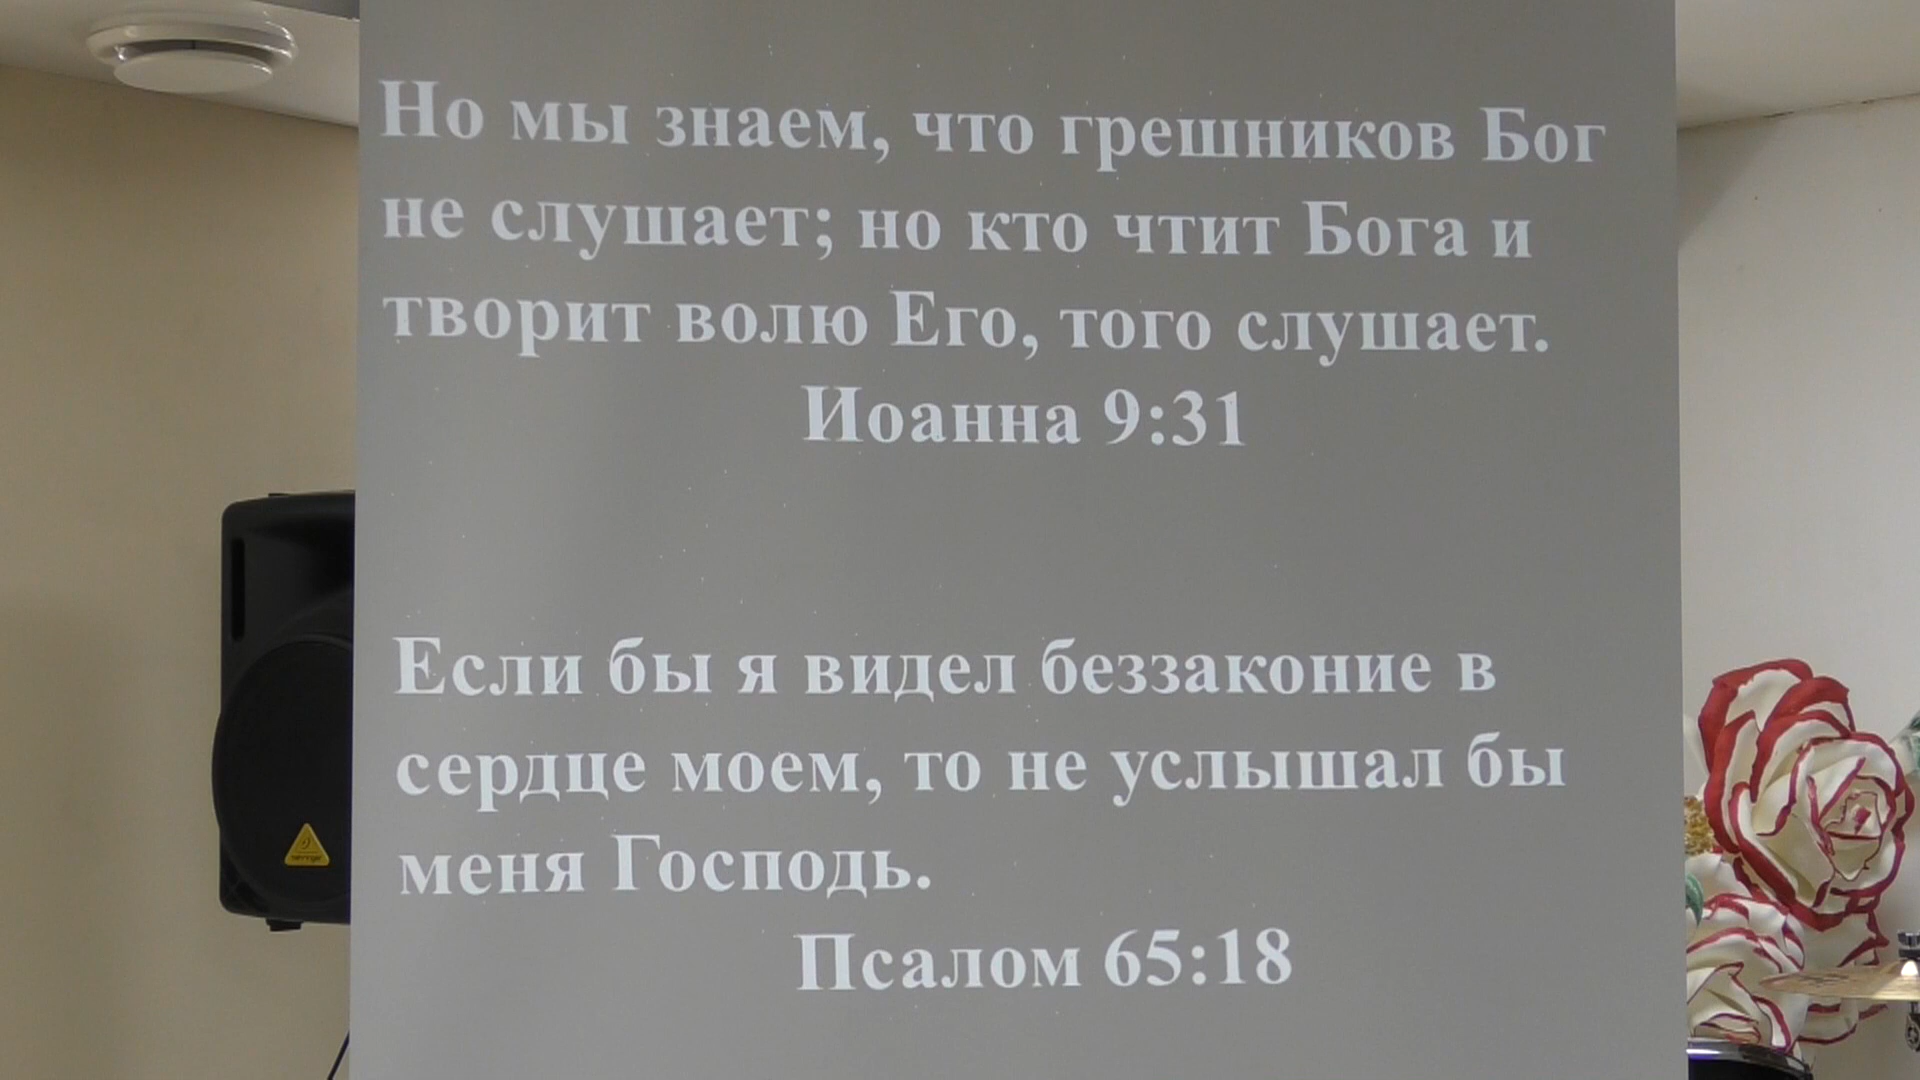 Но мы знаем, что грешников Бог
не слушает; но кто чтит Бога и
творит волю Его, того слушает.
Иоанна 9:31
Если бы я видел беззаконие в
сердце моем, то не услышал бы
меня Господь.
Псалом 65:18